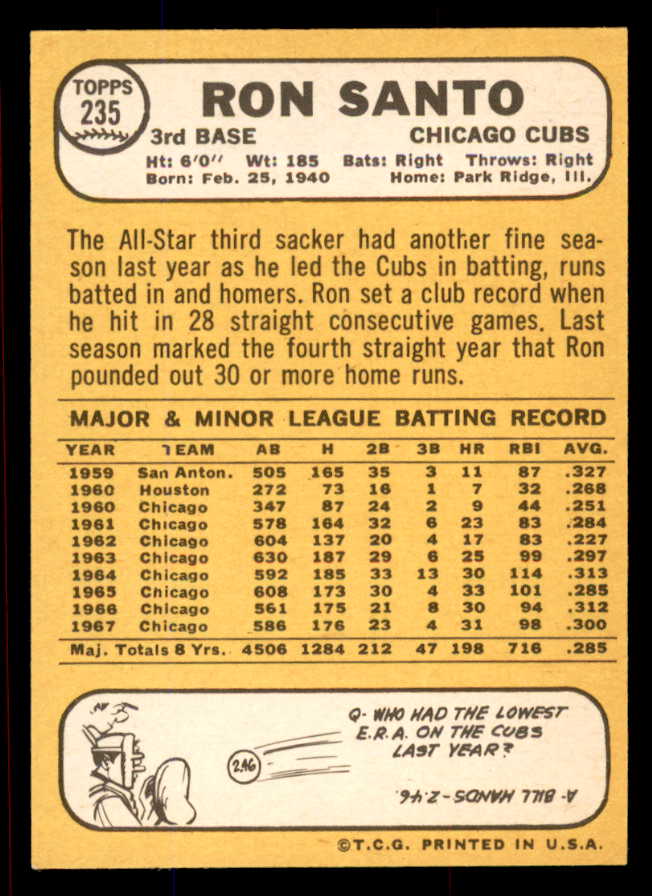 TOPPS
235
RON SANTO
3rd BASE CHICAGO CUBS
Ht: 6'0" Wt: 185 Bats: Right Throws: Right
Born: Feb. 25, 1940 Home: Park Ridge, Ill.
The All-Star third sacker had another fine sea-
son last year as he led the Cubs in batting, runs
batted in and homers. Ron set a club record when
he hit in 28 straight consecutive games. Last
season marked the fourth straight year that Ron
pounded out 30 or more home runs.
MAJOR & MINOR LEAGUE BATTING RECORD
YEAR TEAM AB H 2B 3B HR RBI AVG.
1959 San Anton. 505 165 35 3 11 87 .327
1960 Houston 272 73 16 1 7 32 .268
1960 Chicago 347 87 24 2 9 44 .251
1961 Chicago 578 164 32 6 23 83 .284
1962 Chicago 604 137 20 4 17 83 .227
1963 Chicago 630 187 29 6 25 99 .297
1964 Chicago 592 185 33 13 30 114 .313
1965 Chicago 608 173 30 4 33 101 .285
1966 Chicago 561 175 21 8 30 94 .312
1967 Chicago 586 176 23 4 31 98 .300
Maj. Totals 8 Yrs. 4506 1284 212 47 198 716 .285
Q- WHO HAD THE LOWEST
E.R.A. ON THE CUBS
LAST YEAR?
2.46
A- BILL HANDS-2.46.
©T.C.G. PRINTED IN U.S.A.